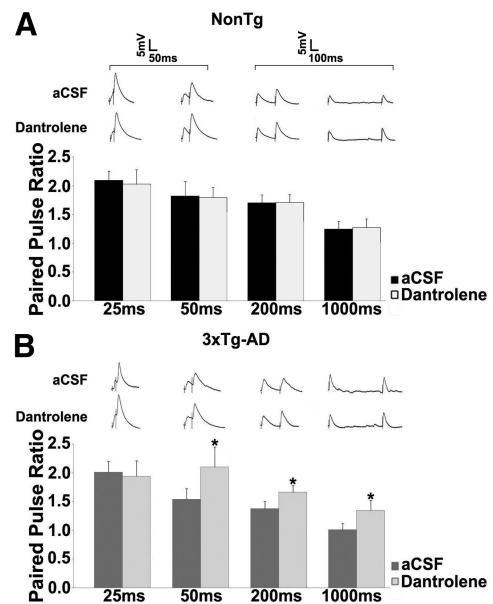 A
NonTg
5mV
50ms
5mV
100ms
aCSF
Dantrolene
Paired Pulse Ratio
2.5
2.0
1.5
1.0
0.5
0.0
25ms
50ms
200ms
1000ms
aCSF
Dantrolene
B
3xTg-AD
aCSF
Dantrolene
Paired Pulse Ratio
2.5
2.0
1.5
1.0
0.5
0.0
*
*
*
25ms
50ms
200ms
1000ms
aCSF
Dantrolene